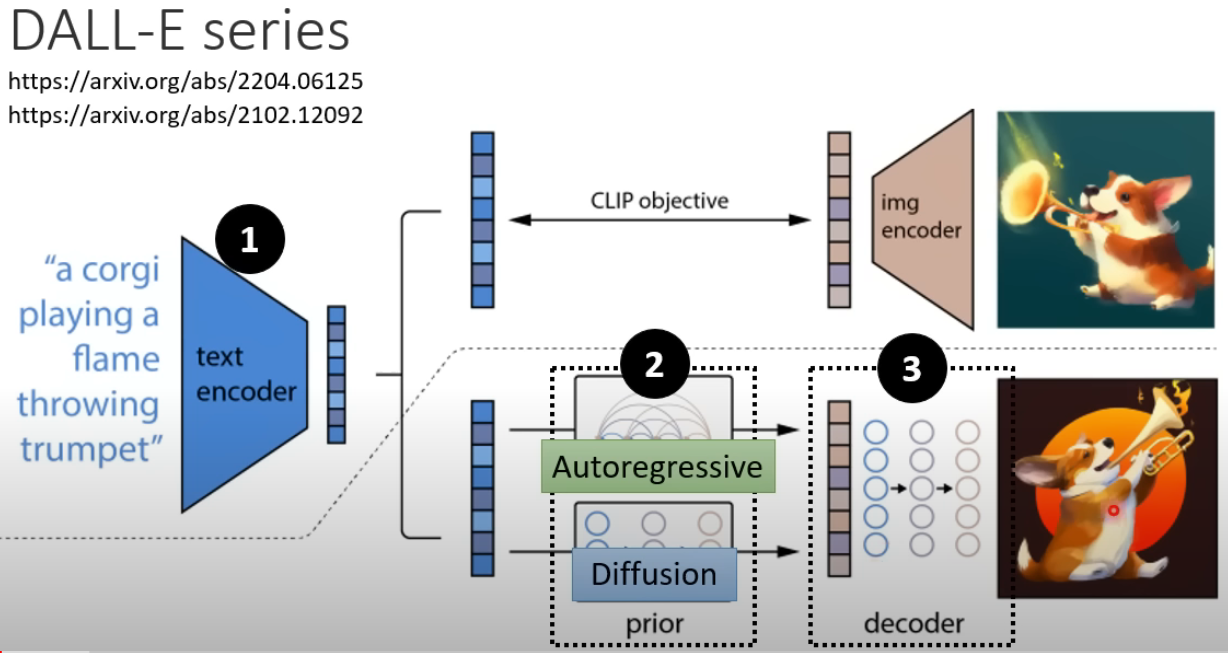 DALL-E series
https://arxiv.org/abs/2204.06125
https://arxiv.org/abs/2102.12092
CLIP objective
img
encoder
1
“a corgi
playing a
flame
throwing
trumpet”
text
encoder
2
3
Autoregressive
Diffusion
prior
decoder